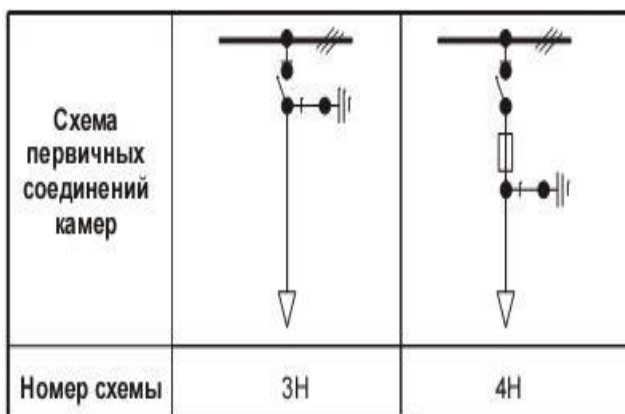 Схема
первичных
соединений
камер
Номер схемы
3Н
4Н